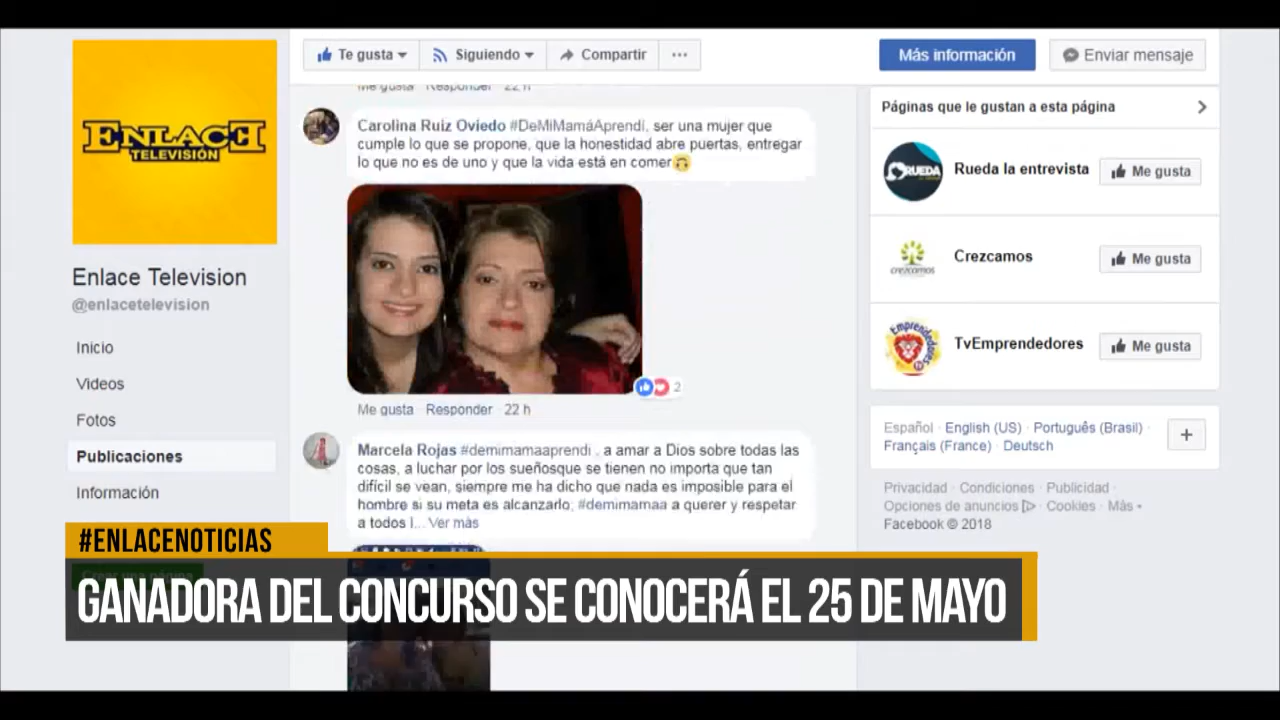 ENLACE
TELEVISIÓN
Enlace Television
@enlacetelevision
Inicio
Videos
Fotos
Publicaciones
Información
Te gusta
Siguiendo
Compartir
Más información
Enviar mensaje
Me gusta Responder 22 h
Carolina Ruiz Oviedo #DeMiMamáAprendí, ser una mujer que
cumple lo que se propone, que la honestidad abre puertas, entregar
lo que no es de uno y que la vida está en comer
2
Me gusta Responder 22 h
Marcela Rojas #demimamaaprendi , a amar a Dios sobre todas las
cosas, a luchar por los sueñosque se tienen no importa que tan
difícil se vean, siempre me ha dicho que nada es imposible para el
hombre si su meta es alcanzarlo; #demimamaa a querer y respetar
a todos l... Ver más
Páginas que le gustan a esta página
RUEDA
Rueda la entrevista
Me gusta
crezcamos
Crezcamos
Me gusta
Emprendedores
TvEmprendedores
Me gusta
Español · English (US) · Português (Brasil) ·
Français (France) · Deutsch
Privacidad · Condiciones · Publicidad ·
Opciones de anuncios · Cookies · Más
Facebook © 2018
#ENLACENOTICIAS
GANADORA DEL CONCURSO SE CONOCERÁ EL 25 DE MAYO